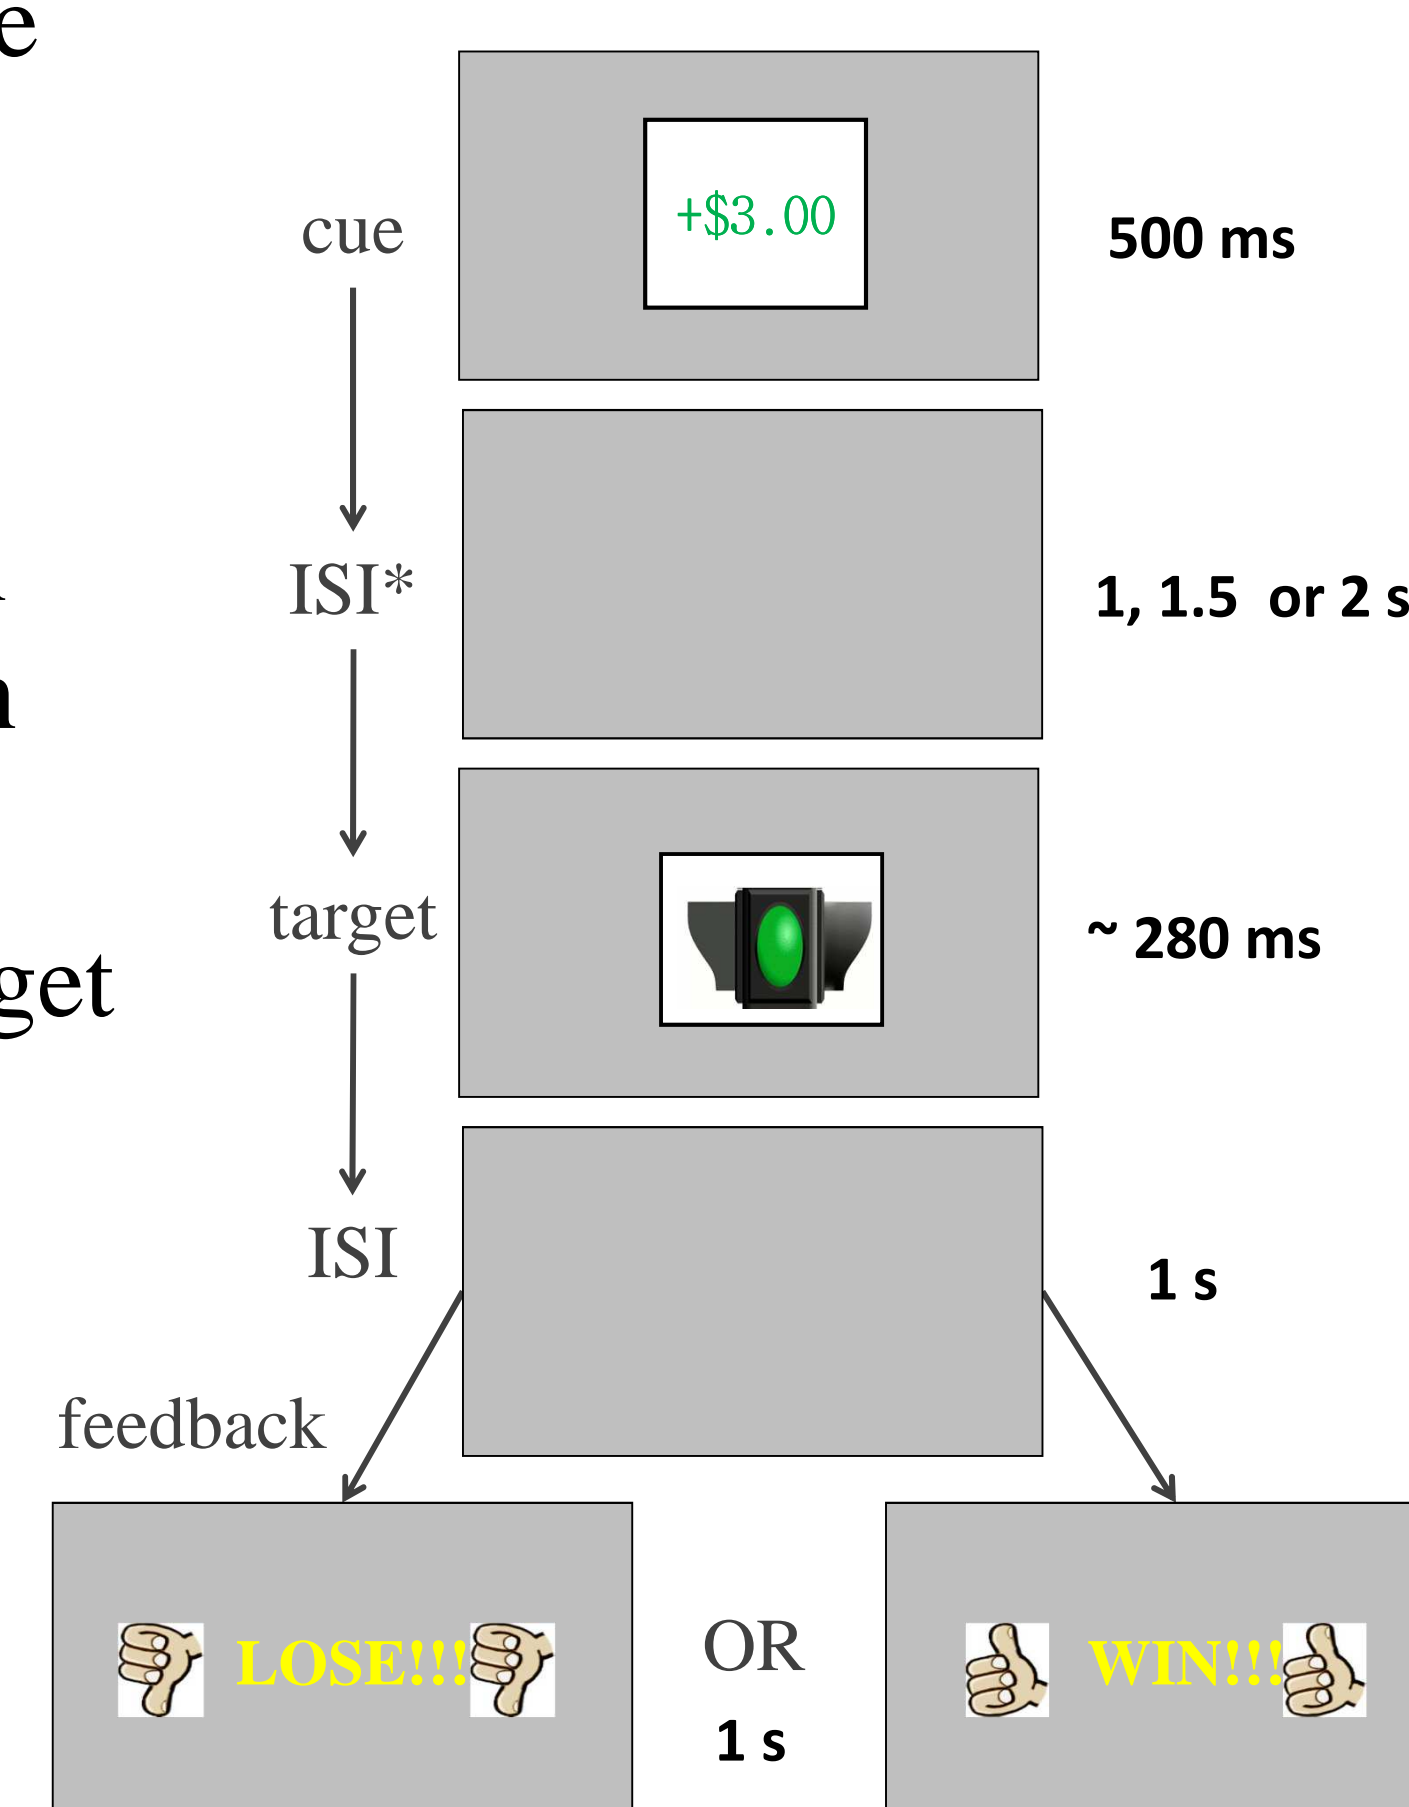 e
+$3.00
cue
500 ms
ISI*
1, 1.5 or 2 s
n
target
~ 280 ms
get
ISI
1 s
feedback
LOSE!!!
OR
WIN!!!
1 s